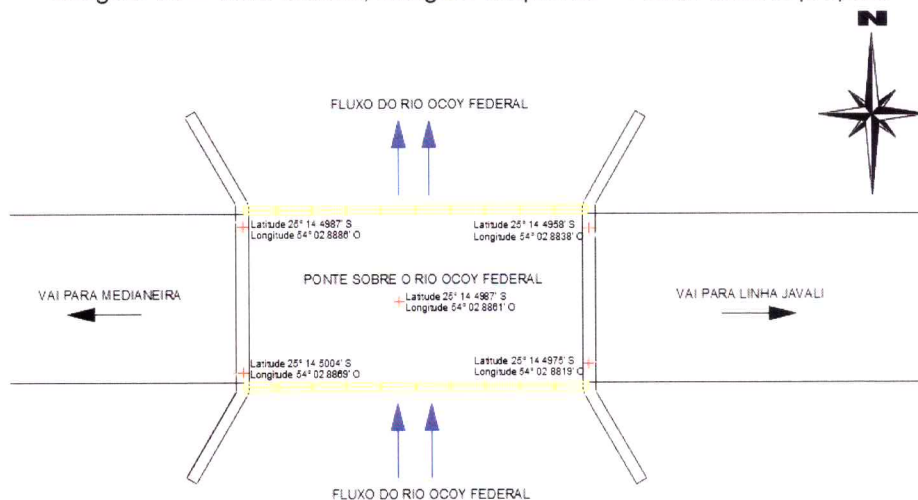 N
FLUXO DO RIO OCOY FEDERAL
Latitude 25° 14 4987' S
Longitude 54° 02 8886' O
Latitude 25° 14 4958' S
Longitude 54° 02 8838' O
PONTE SOBRE O RIO OCOY FEDERAL
Latitude 25° 14 4987' S
Longitude 54° 02 8861' O
VAI PARA MEDIANEIRA
VAI PARA LINHA JAVALI
Latitude 25° 14 5004' S
Longitude 54° 02 8869' O
Latitude 25° 14 4975' S
Longitude 54° 02 8819' O
FLUXO DO RIO OCOY FEDERAL